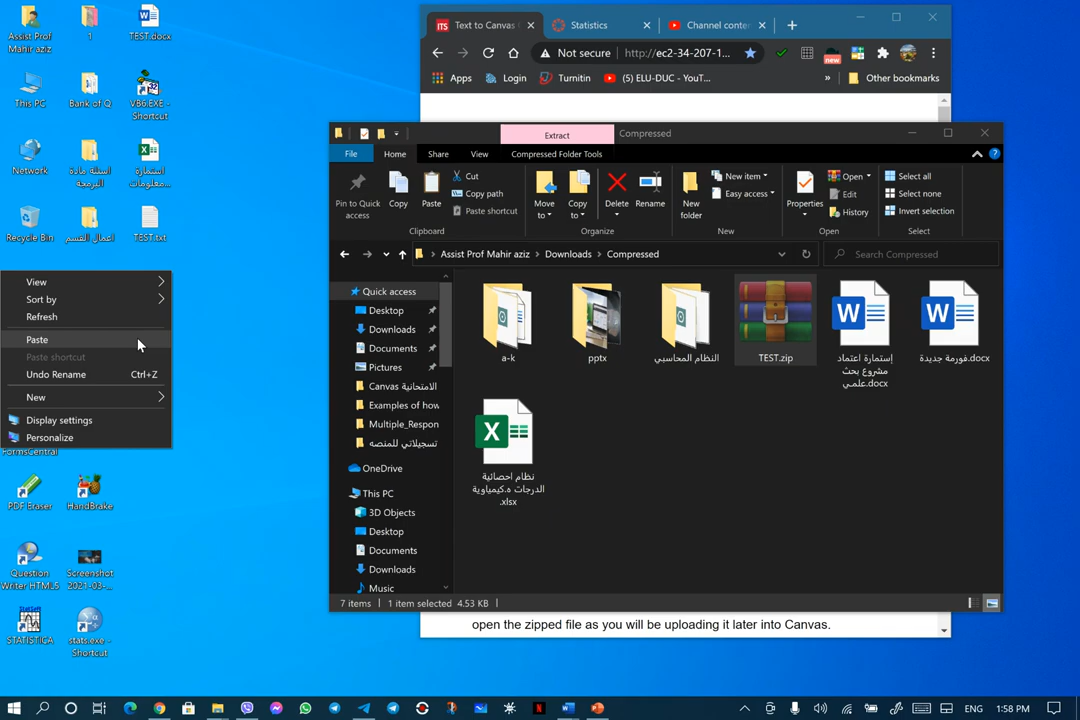 Assist Prof
Mahir aziz
1
TEST.docx
This PC
Bank of Q
VB6.EXE -
Shortcut
Network
اسئلة مادة
البرمجة
استمارة
معلومات...
Recycle Bin
اعمال القسم
TEST.txt
View
Sort by
Refresh
Paste
Paste shortcut
Undo Rename Ctrl+Z
New
Display settings
Personalize
FormsCentral
PDF Eraser
HandBrake
Question
Writer HTML5
Screenshot
2021-03-...
STATISTICA
stats.exe -
Shortcut
ITS Text to Canvas
Statistics
Channel conte
Not secure http://ec2-34-207-1...
new
Apps
Login
Turnitin
(5) ELU-DUC - YouT...
»
Other bookmarks
Extract
Compressed
File
Home
Share
View
Compressed Folder Tools
Pin to Quick
access
Copy
Paste
Cut
Copy path
Paste shortcut
Clipboard
Move
to
Copy
to
Delete
Rename
Organize
New
folder
New item
Easy access
New
Properties
Open
Edit
History
Open
Select all
Select none
Invert selection
Select
Assist Prof Mahir aziz > Downloads > Compressed
Search Compressed
Quick access
Desktop
Downloads
Documents
Pictures
الامتحانية Canvas
Examples of how
Multiple_Respon
تسجيلاتي للمنصه
OneDrive
This PC
3D Objects
Desktop
Documents
Downloads
Music
a-k
pptx
النظام المحاسبي
TEST.zip
إستمارة اعتماد
مشروع بحث
علمي.docx
فورمة جديدة.docx
نظام احصائية
الدرجات ه.كيمياوية
.xlsx
7 items
1 item selected 4.53 KB
open the zipped file as you will be uploading it later into Canvas.
ENG
1:58 PM